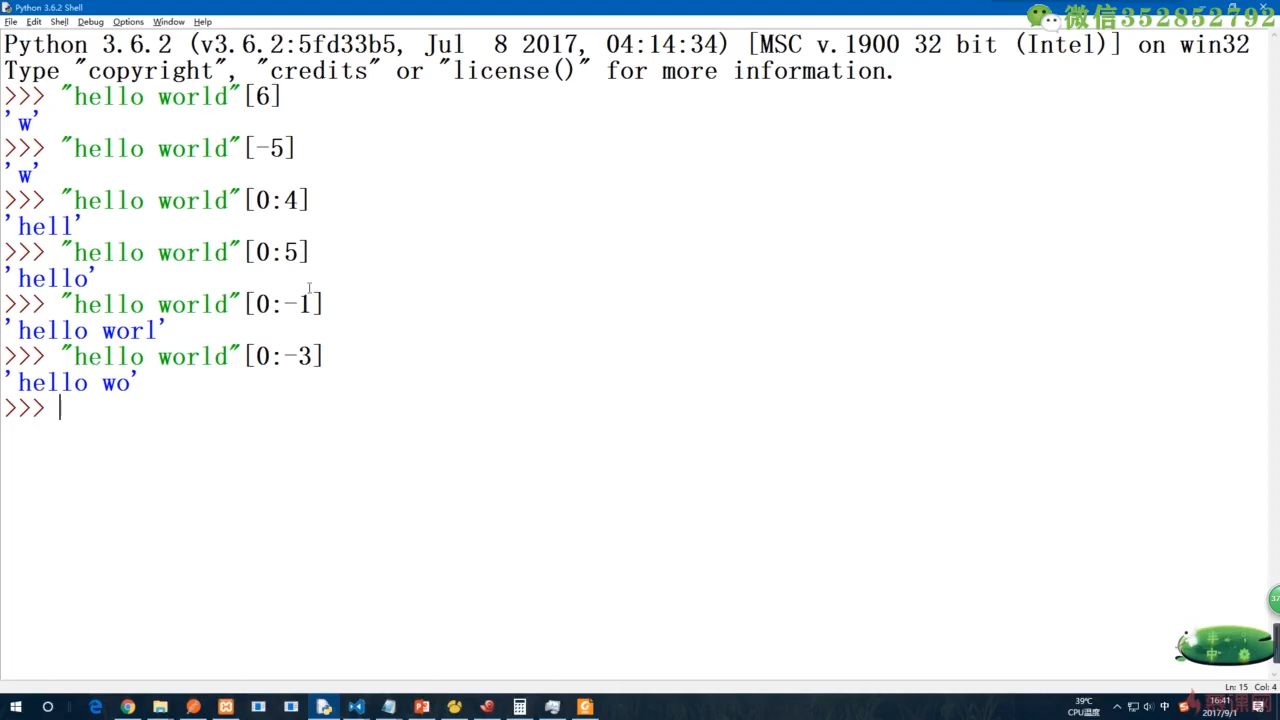 Python 3.6.2 Shell
File Edit Shell Debug Options Window Help
微信352852792
Python 3.6.2 (v3.6.2:5fd33b5, Jul  8 2017, 04:14:34) [MSC v.1900 32 bit (Intel)] on win32
Type "copyright", "credits" or "license()" for more information.
>>> "hello world"[6]
'w'
>>> "hello world"[-5]
'w'
>>> "hello world"[0:4]
'hell'
>>> "hello world"[0:5]
'hello'
>>> "hello world"[0:-1]
'hello worl'
>>> "hello world"[0:-3]
'hello wo'
>>>
37
中
Ln: 15 Col: 4
39℃
CPU温度
中
16:41
2017/9/1